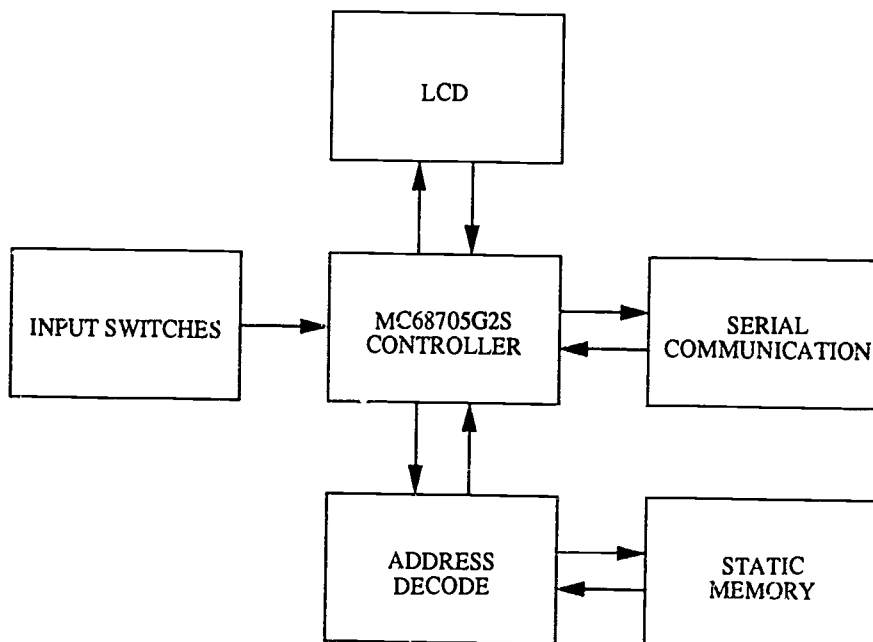 LCD
INPUT SWITCHES
MC68705G2S
CONTROLLER
SERIAL
COMMUNICATION
ADDRESS
DECODE
STATIC
MEMORY